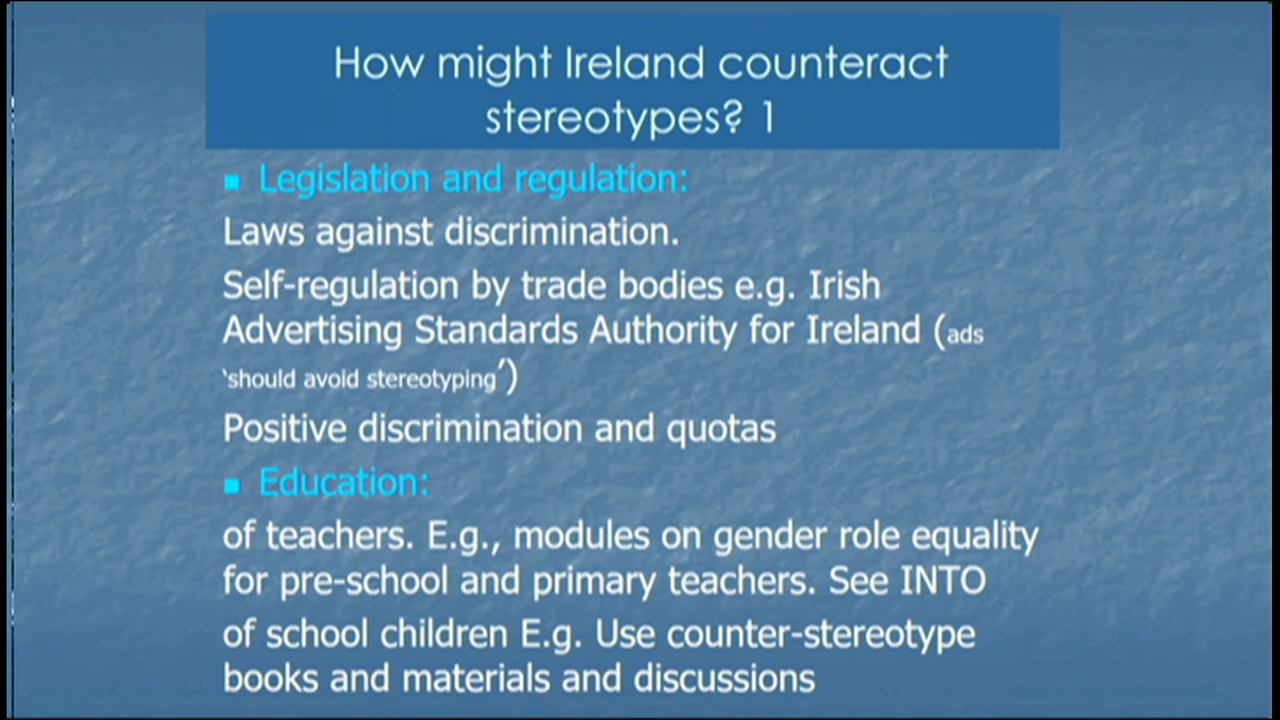 How might Ireland counteract
stereotypes? 1
Legislation and regulation:
Laws against discrimination.
Self-regulation by trade bodies e.g. Irish
Advertising Standards Authority for Ireland (ads
‘should avoid stereotyping’)
Positive discrimination and quotas
Education:
of teachers. E.g., modules on gender role equality
for pre-school and primary teachers. See INTO
of school children E.g. Use counter-stereotype
books and materials and discussions